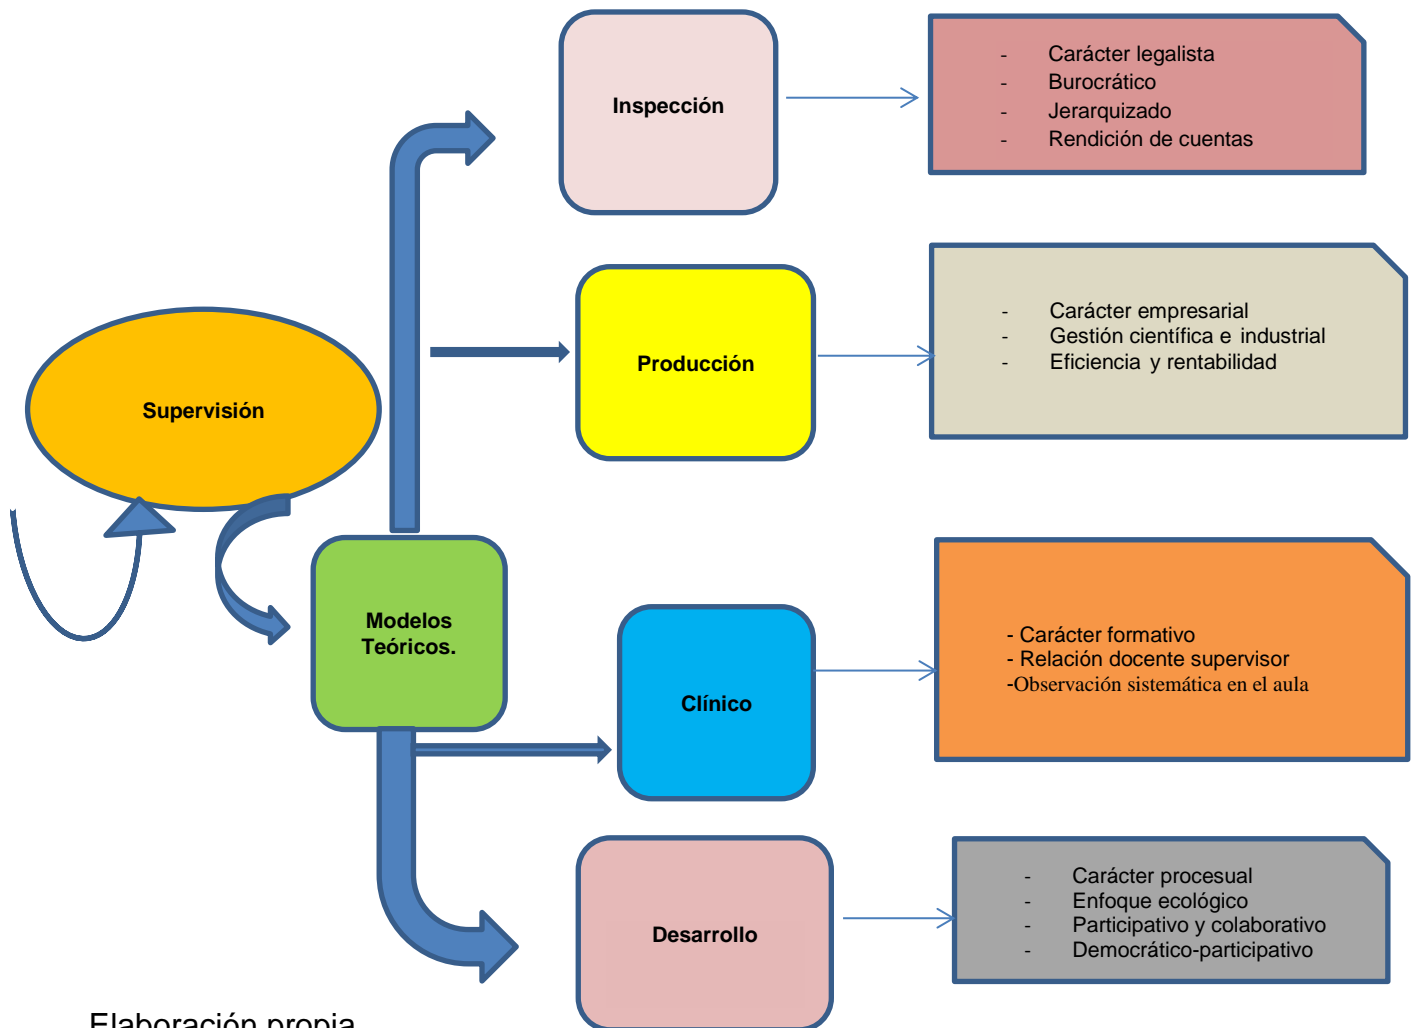 Inspección
- Carácter legalista
- Burocrático
- Jerarquizado
- Rendición de cuentas
Producción
- Carácter empresarial
- Gestión científica e industrial
- Eficiencia y rentabilidad
Supervisión
Modelos
Teóricos.
Clínico
- Carácter formativo
- Relación docente supervisor
-Observación sistemática en el aula
Desarrollo
- Carácter procesual
- Enfoque ecológico
- Participativo y colaborativo
- Democrático-participativo
Elaboración propia